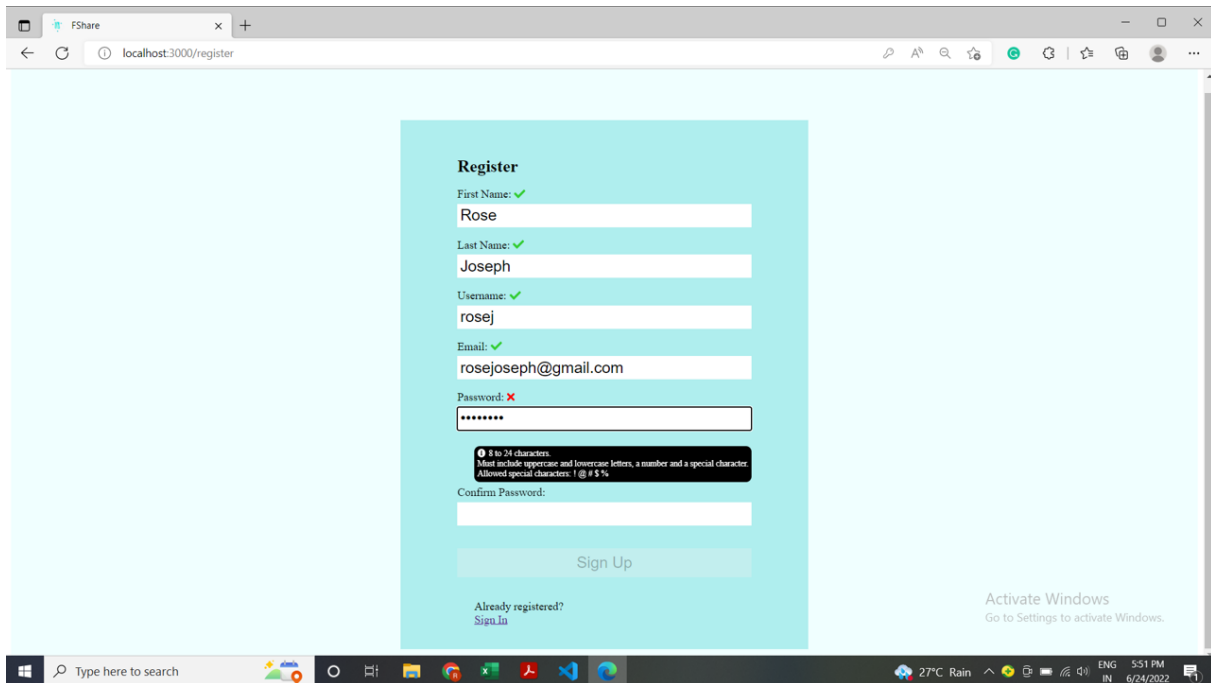 FShare
localhost:3000/register
Register
First Name:
Rose
Last Name:
Joseph
Username:
rosej
Email:
rosejoseph@gmail.com
Password:
••••••••
8 to 24 characters.
Must include uppercase and lowercase letters, a number and a special character.
Allowed special characters: ! @ # $ %
Confirm Password:
Sign Up
Already registered?
Sign In
Activate Windows
Go to Settings to activate Windows.
Type here to search
27°C Rain
ENG
IN
5:51 PM
6/24/2022